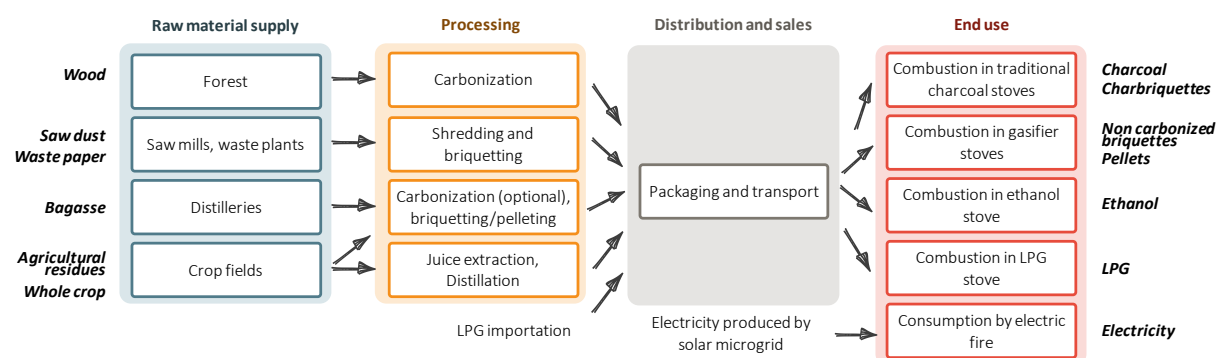 Raw material supply
Processing
Distribution and sales
End use
Wood
Forest
Carbonization
Combustion in traditional
charcoal stoves
Charcoal
Charbriquettes
Saw dust
Waste paper
Saw mills, waste plants
Shredding and
briquetting
Combustion in gasifier
stoves
Non carbonized
briquettes
Pellets
Bagasse
Distilleries
Carbonization (optional),
briquetting/pelleting
Packaging and transport
Combustion in ethanol
stove
Ethanol
Agricultural
residues
Whole crop
Crop fields
Juice extraction,
Distillation
Combustion in LPG
stove
LPG
LPG importation
Electricity produced by
solar microgrid
Consumption by electric
fire
Electricity